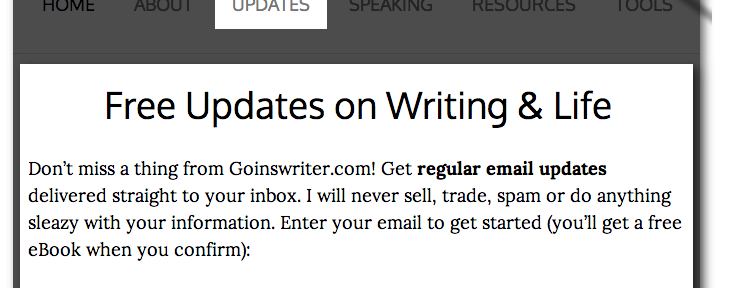 HOME ABOUT UPDATES SPEAKING RESOURCES TOOLS
Free Updates on Writing & Life
Don’t miss a thing from Goinswriter.com! Get regular email updates
delivered straight to your inbox. I will never sell, trade, spam or do anything
sleazy with your information. Enter your email to get started (you’ll get a free
eBook when you confirm):